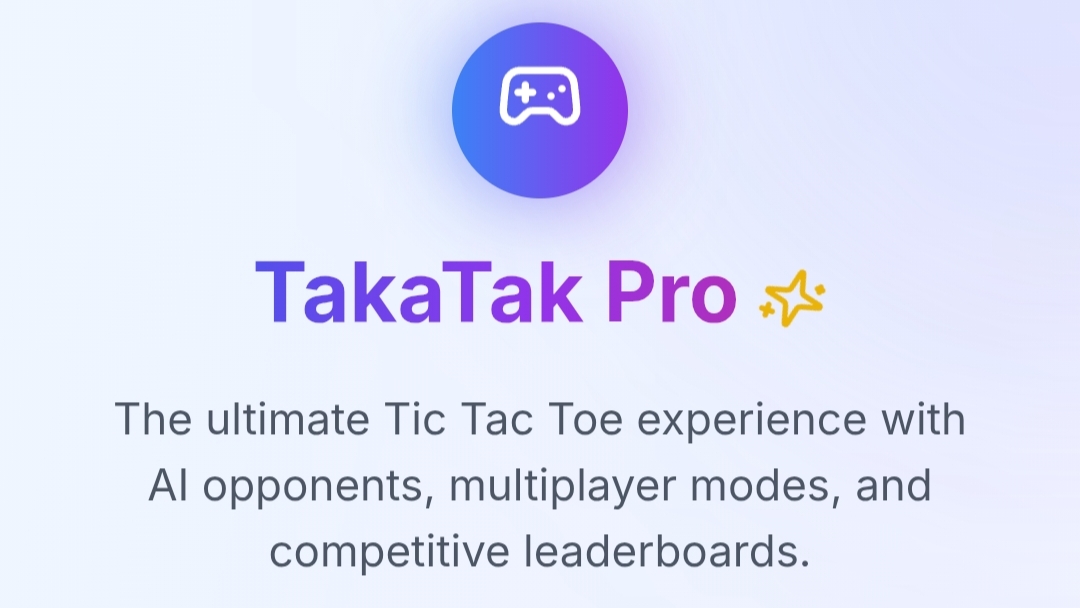 TakaTak Pro
The ultimate Tic Tac Toe experience with
AI opponents, multiplayer modes, and
competitive leaderboards.